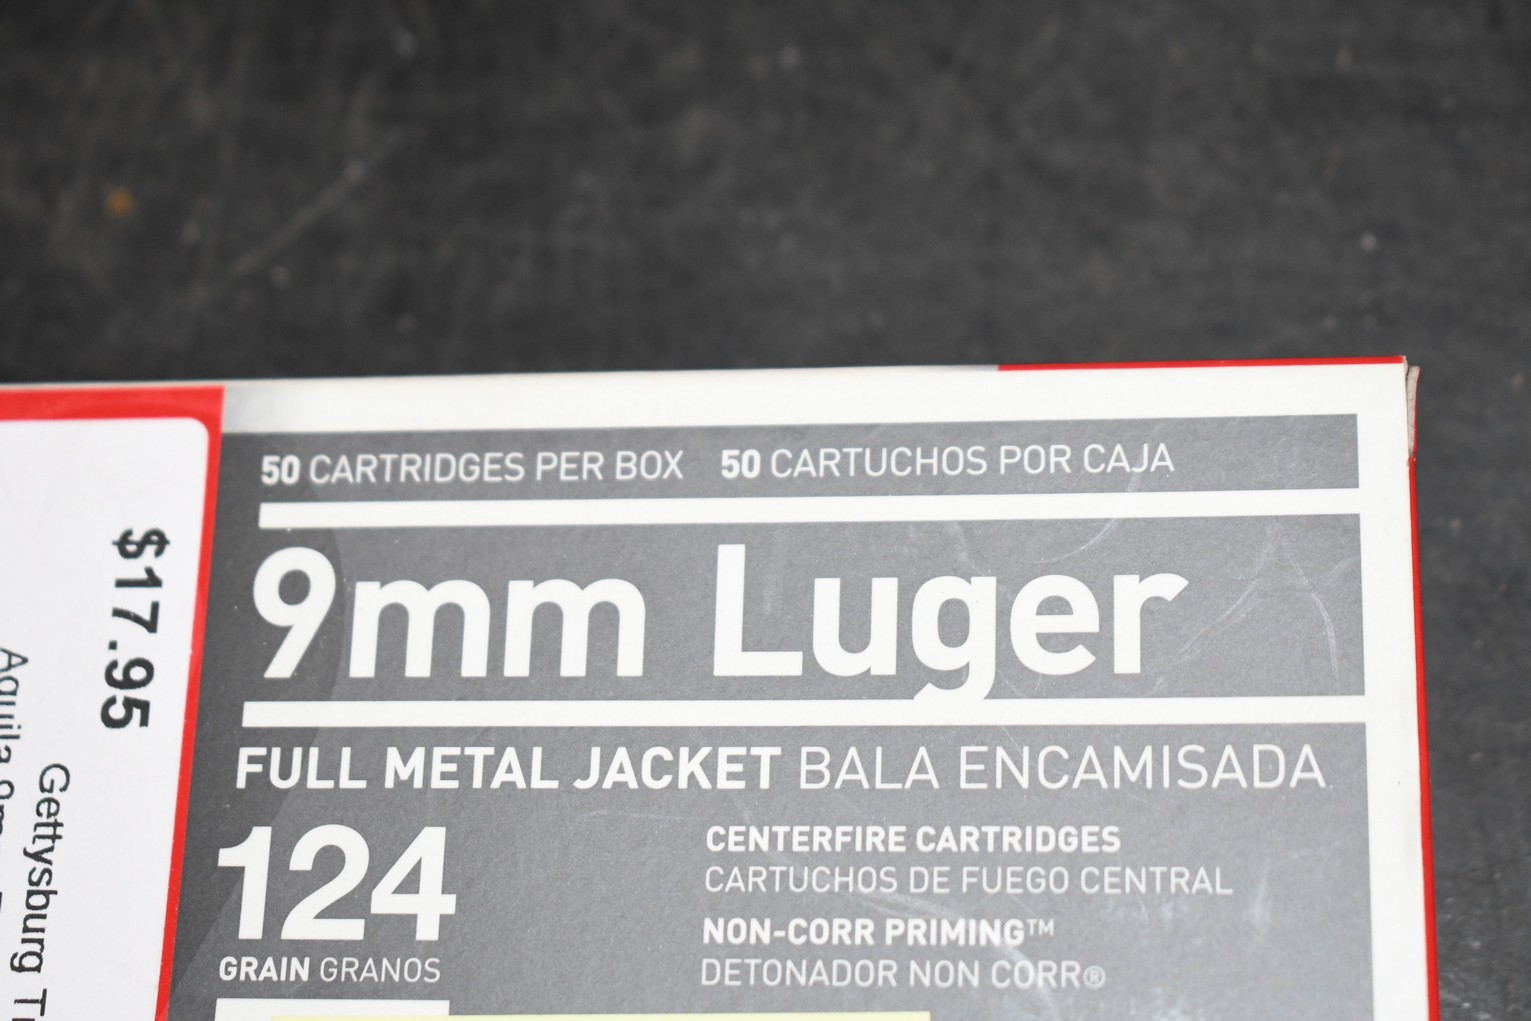 50 CARTRIDGES PER BOX 50 CARTUCHOS POR CAJA
9mm Luger
FULL METAL JACKET BALA ENCAMISADA
124
GRAIN GRANOS
CENTERFIRE CARTRIDGES
CARTUCHOS DE FUEGO CENTRAL
NON-CORR PRIMING™
DETONADOR NON CORR®
$17.95
Gettysburg
Aguila